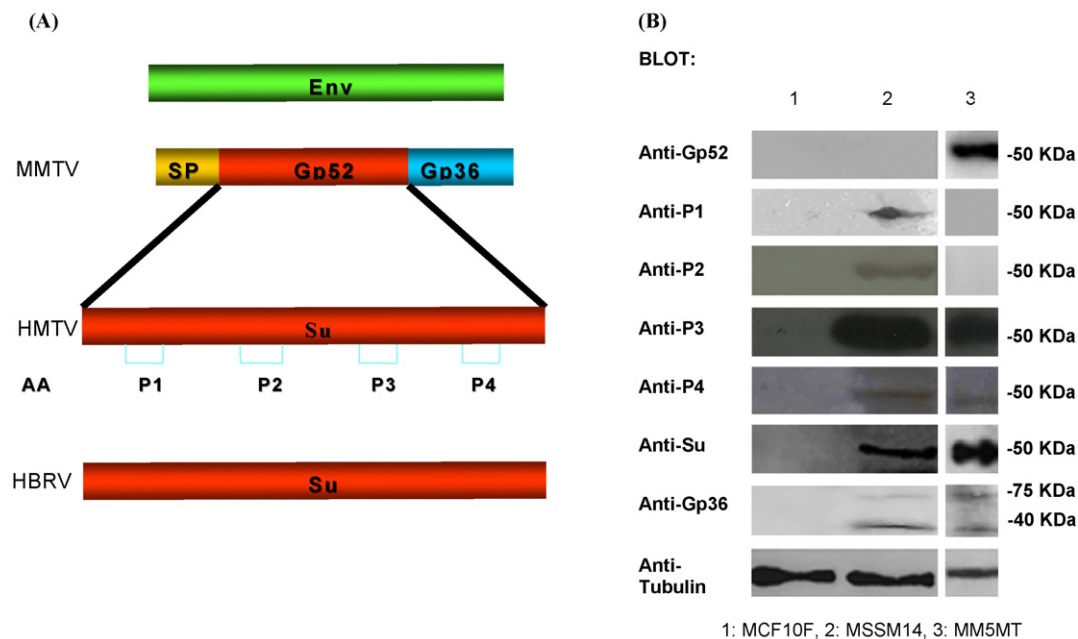 (A)
Env
MMTV
SP Gp52 Gp36
HMTV
Su
AA P1 P2 P3 P4
HBRV
Su
(B)
BLOT:
1 2 3
Anti-Gp52 -50 KDa
Anti-P1 -50 KDa
Anti-P2 -50 KDa
Anti-P3 -50 KDa
Anti-P4 -50 KDa
Anti-Su -50 KDa
-75 KDa
Anti-Gp36
-40 KDa
Anti-
Tubulin
1: MCF10F, 2: MSSM14, 3: MM5MT